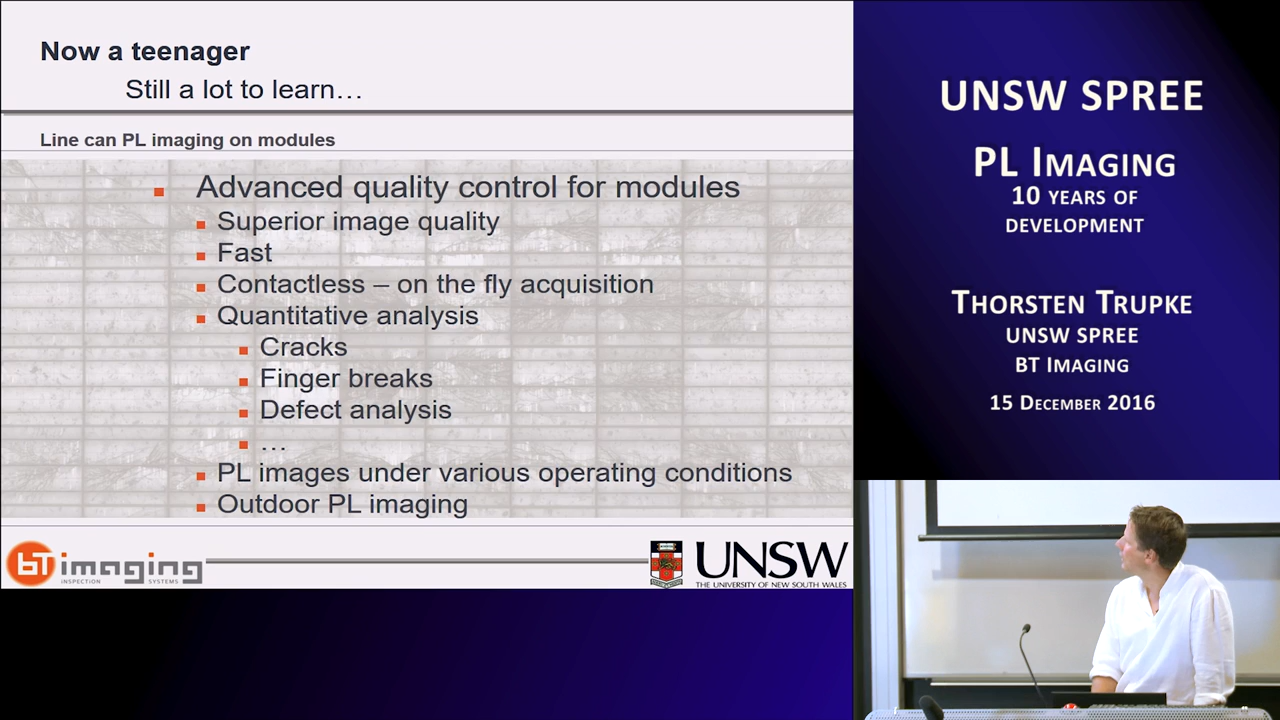 Now a teenager
Still a lot to learn…
Line can PL imaging on modules
Advanced quality control for modules
Superior image quality
Fast
Contactless – on the fly acquisition
Quantitative analysis
Cracks
Finger breaks
Defect analysis
…
PL images under various operating conditions
Outdoor PL imaging
bT imaging
INSPECTION SYSTEMS
UNSW
THE UNIVERSITY OF NEW SOUTH WALES
UNSW SPREE
PL IMAGING
10 YEARS OF
DEVELOPMENT
THORSTEN TRUPKE
UNSW SPREE
BT IMAGING
15 DECEMBER 2016